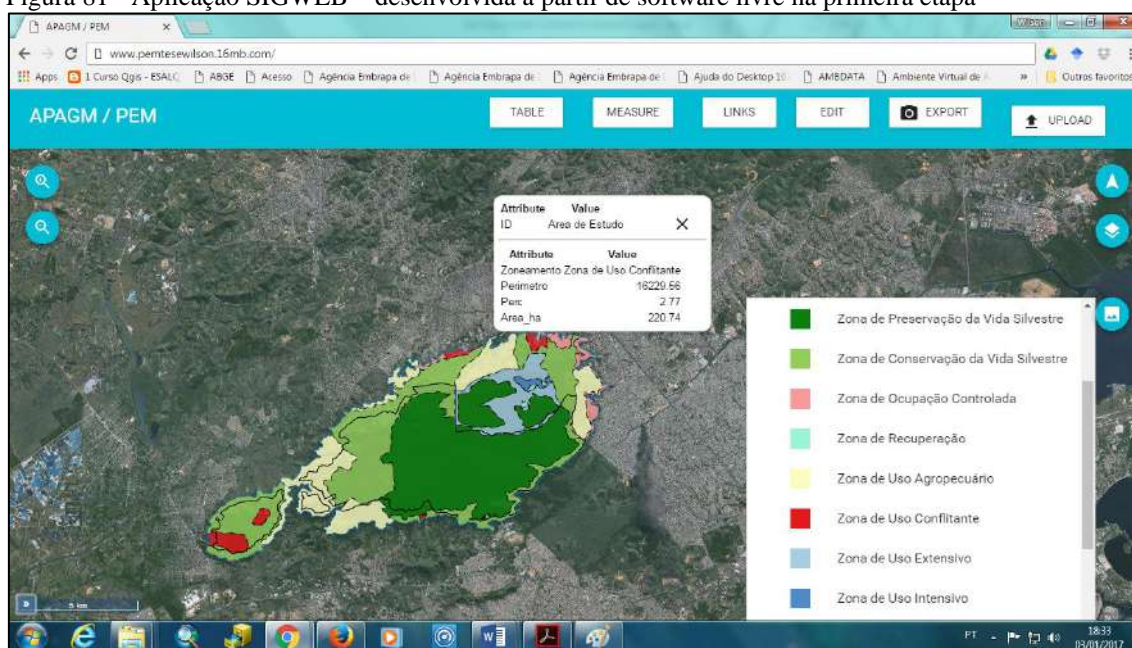 Figura 81 - Aplicação SIGWEB – desenvolvida a partir de software livre na primeira etapa
APAGM / PEM
www.pemtesewilson.16mb.com/
Apps 1 Curso Qgis - ESALQ ABGE Acesso Agência Embrapa de Agência Embrapa de Agência Embrapa de Ajuda do Desktop 10 AMBDATA Ambiente Virtual de » Outros favoritos
APAGM / PEM TABLE MEASURE LINKS EDIT EXPORT UPLOAD
Attribute Value
ID Area de Estudo
Attribute Value
Zoneamento Zona de Uso Conflitante
Perimetro 16229.56
Perc 2.77
Area_ha 220.74
Zona de Preservação da Vida Silvestre
Zona de Conservação da Vida Silvestre
Zona de Ocupação Controlada
Zona de Recuperação
Zona de Uso Agropecuário
Zona de Uso Conflitante
Zona de Uso Extensivo
Zona de Uso Intensivo
5 km
PT
18:33
03/01/2017